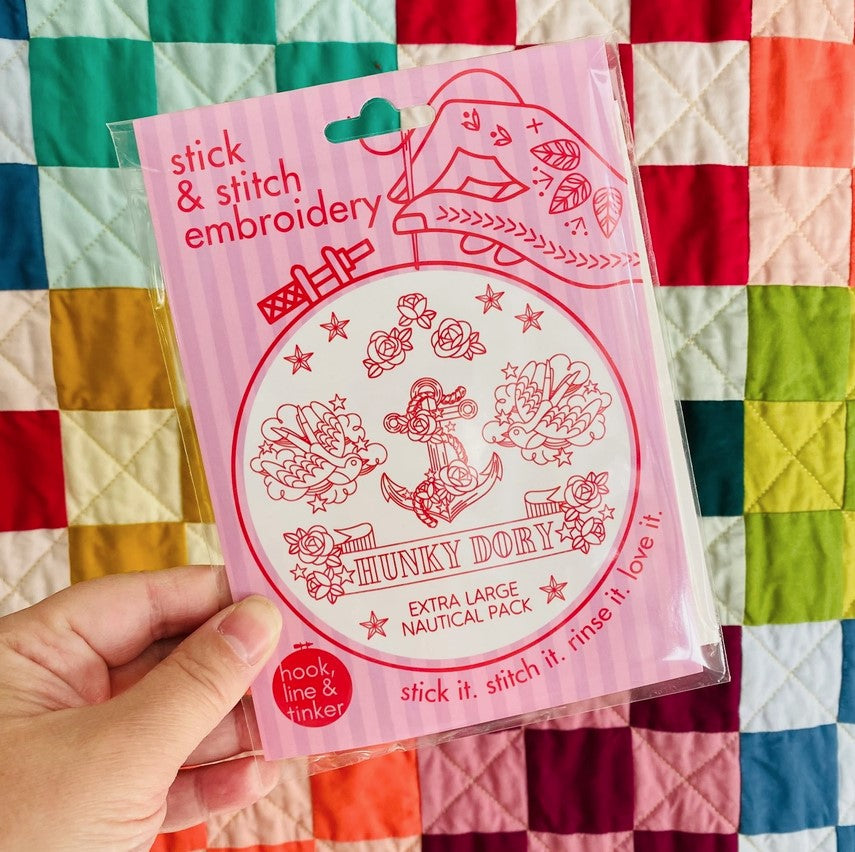 stick
& stitch
embroidery
HUNKY DORY
EXTRA LARGE
NAUTICAL PACK
hook,
line &
tinker
stick it. stitch it. rinse it. love it.